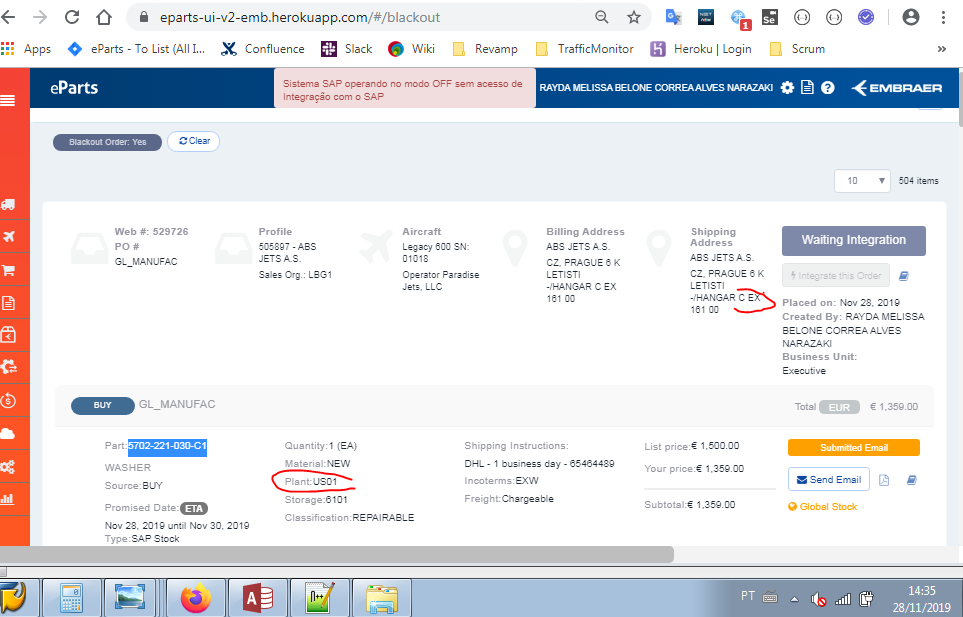 eparts-ui-v2-emb.herokuapp.com/#/blackout
1
Apps
eParts - To List (All I...
Confluence
Slack
Wiki
Revamp
TrafficMonitor
Heroku | Login
Scrum
»
eParts
Sistema SAP operando no modo OFF sem acesso de
Integração com o SAP
RAYDA MELISSA BELONE CORREA ALVES NARAZAKI
EMBRAER
Blackout Order: Yes
Clear
10
504 items
Web #: 529726
PO #
GL_MANUFAC
Profile
505897 - ABS
JETS A.S.
Sales Org.: LBG1
Aircraft
Legacy 600 SN:
01018
Operator Paradise
Jets, LLC
Billing Address
ABS JETS A.S.
CZ, PRAGUE 6 K
LETISTI
-/HANGAR C EX
161 00
Shipping
Address
ABS JETS A.S.
CZ, PRAGUE 6 K
LETISTI
-/HANGAR C EX
161 00
Waiting Integration
Integrate this Order
Placed on: Nov 28, 2019
Created By: RAYDA MELISSA
BELONE CORREA ALVES
NARAZAKI
Business Unit:
Executive
BUY
GL_MANUFAC
Total EUR € 1,359.00
Part:5702-221-030-C1
WASHER
Source:BUY
Promised Date: ETA
Nov 28, 2019 until Nov 30, 2019
Type:SAP Stock
Quantity:1 (EA)
Material:NEW
Plant:US01
Storage:6101
Classification:REPAIRABLE
Shipping Instructions:
DHL - 1 business day - 65464489
Incoterms:EXW
Freight:Chargeable
List price:€ 1,500.00
Your price:€ 1,359.00
Subtotal:€ 1,359.00
Submitted Email
Send Email
Global Stock
PT
14:35
28/11/2019